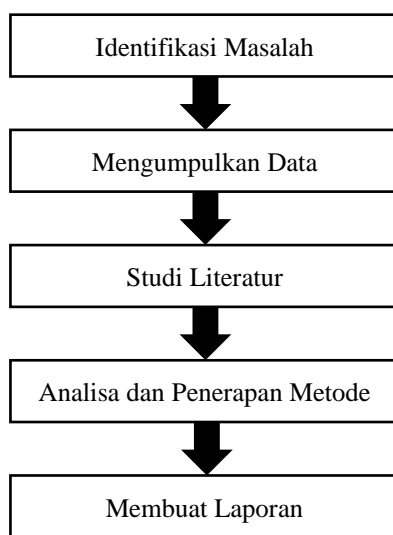 Identifikasi Masalah
Mengumpulkan Data
Studi Literatur
Analisa dan Penerapan Metode
Membuat Laporan